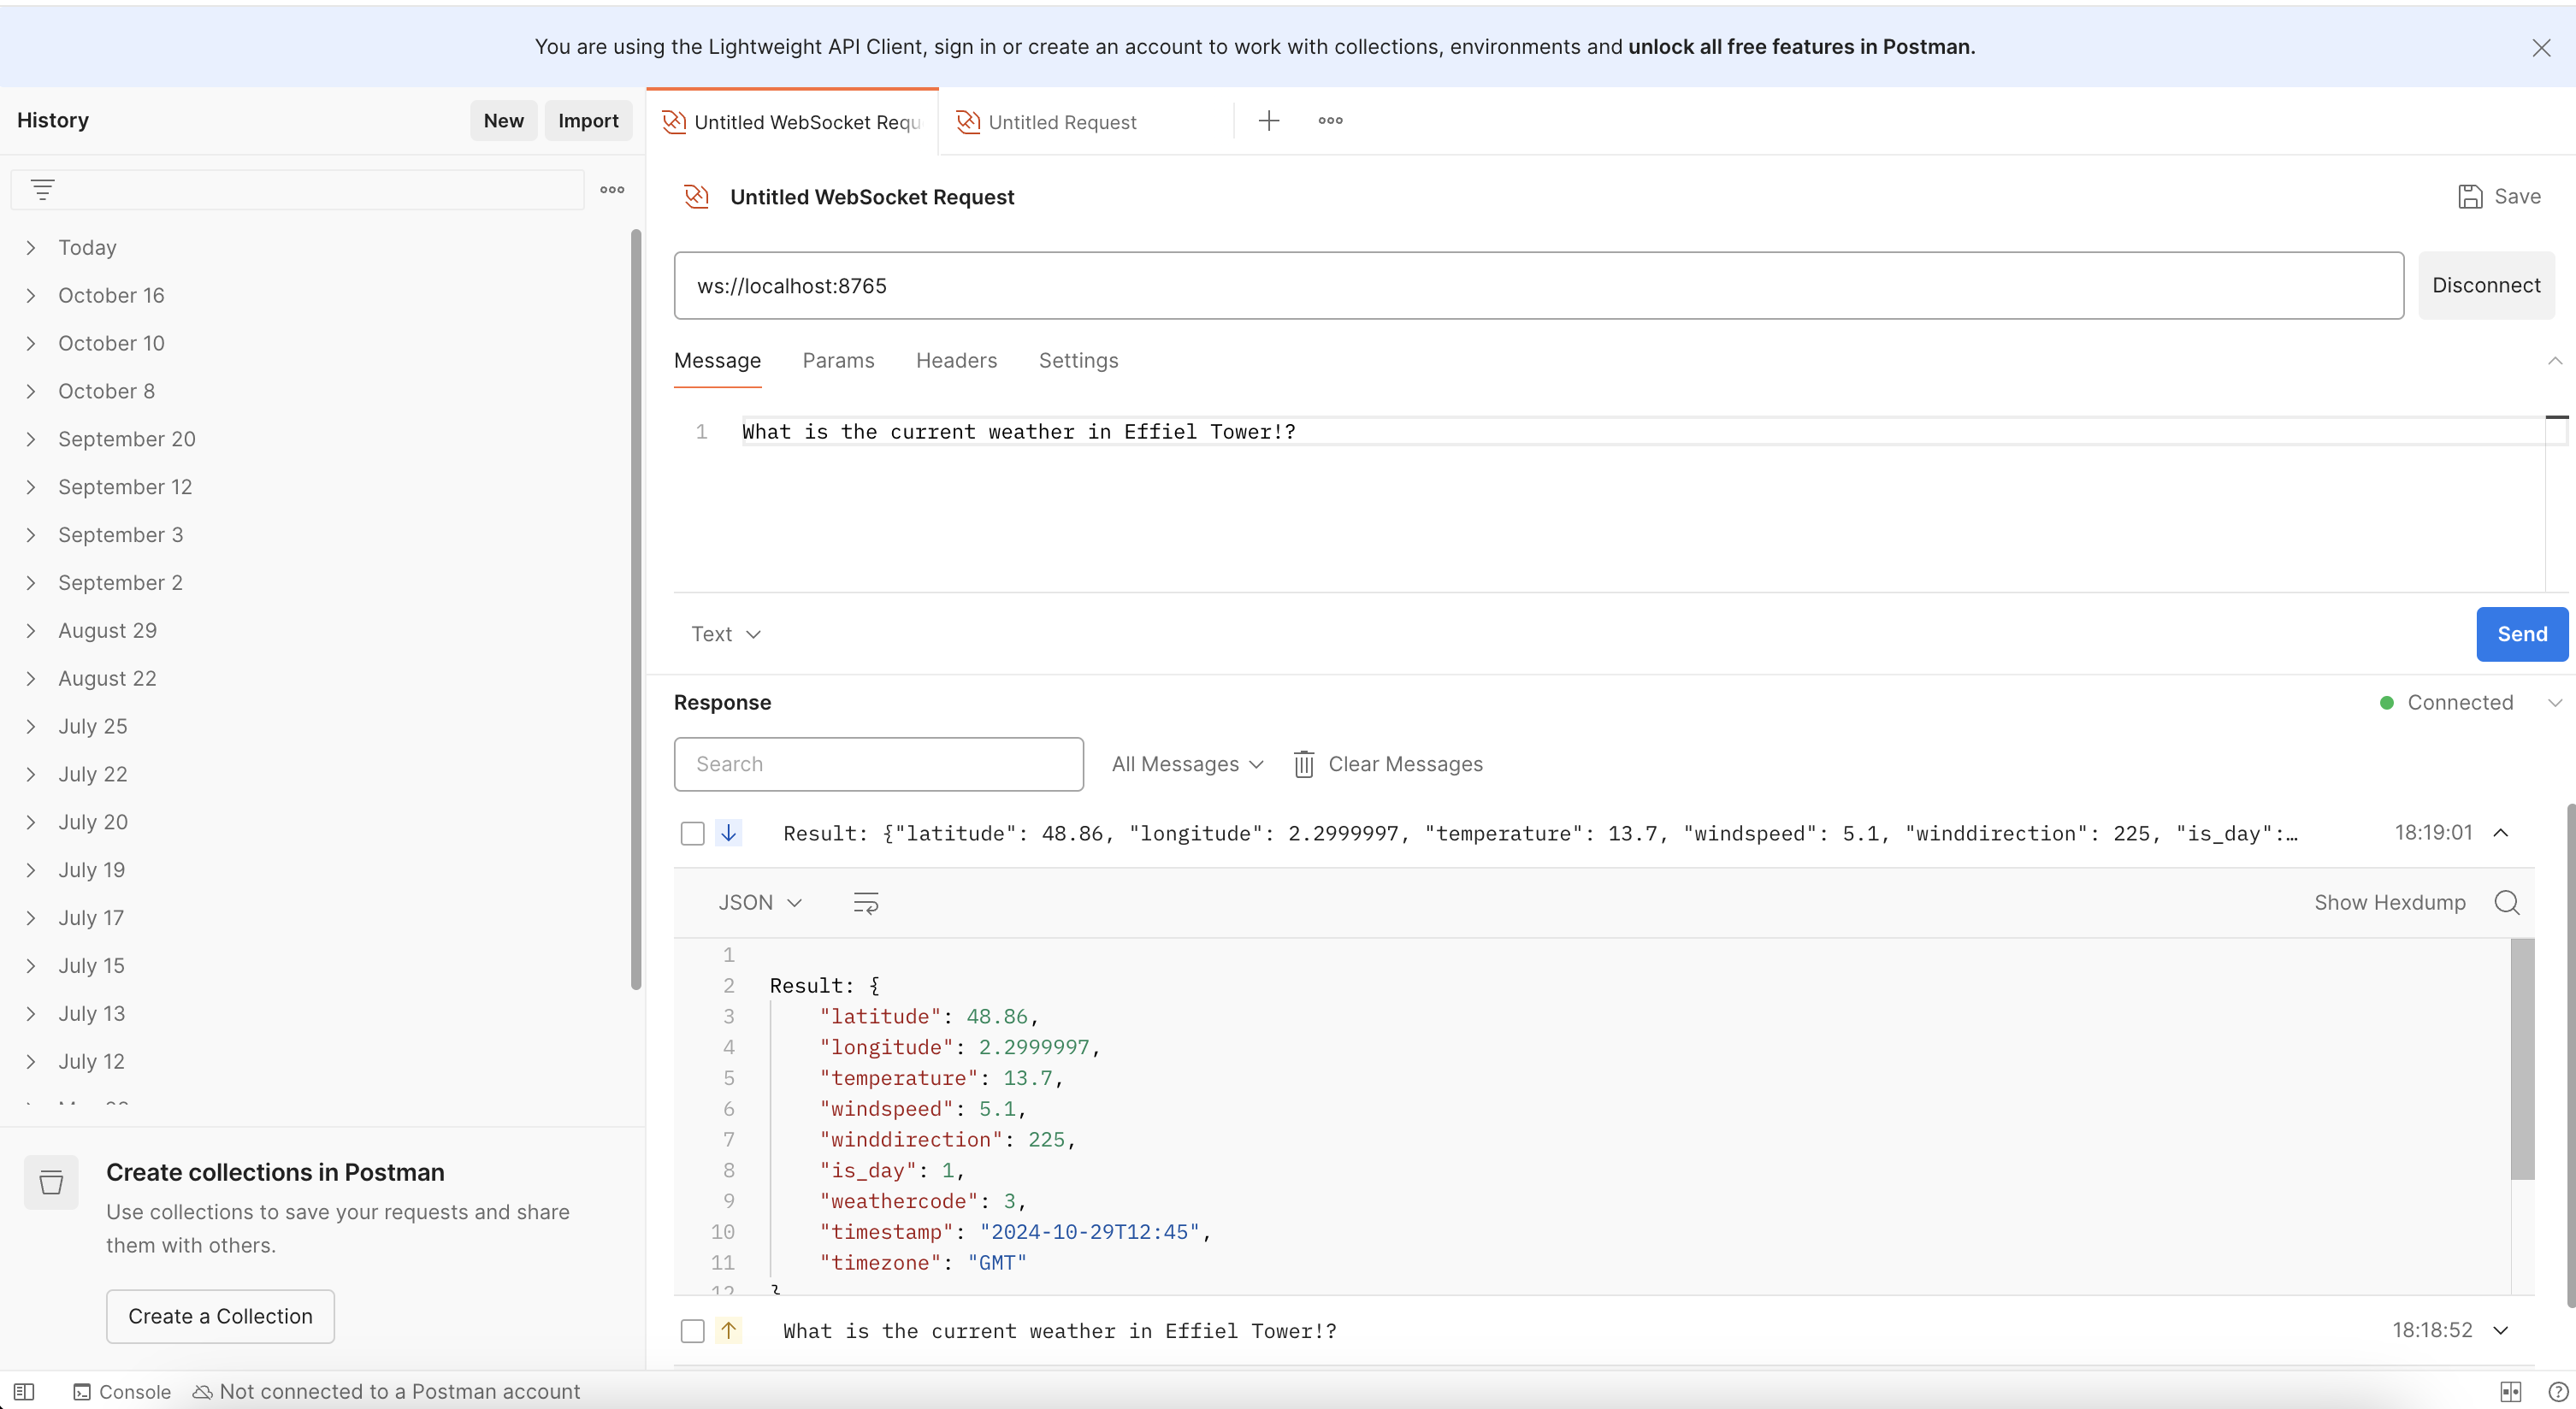 You are using the Lightweight API Client, sign in or create an account to work with collections, environments and unlock all free features in Postman.
History
New
Import
Today
October 16
October 10
October 8
September 20
September 12
September 3
September 2
August 29
August 22
July 25
July 22
July 20
July 19
July 17
July 15
July 13
July 12
Create collections in Postman
Use collections to save your requests and share
them with others.
Create a Collection
Untitled WebSocket Requ
Untitled Request
Untitled WebSocket Request
Save
ws://localhost:8765
Disconnect
Message Params Headers Settings
1 What is the current weather in Effiel Tower!?
Text
Send
Response
Connected
Search
All Messages
Clear Messages
Result: {"latitude": 48.86, "longitude": 2.2999997, "temperature": 13.7, "windspeed": 5.1, "winddirection": 225, "is_day":… 18:19:01
JSON
Show Hexdump
1
2 Result: {
3 "latitude": 48.86,
4 "longitude": 2.2999997,
5 "temperature": 13.7,
6 "windspeed": 5.1,
7 "winddirection": 225,
8 "is_day": 1,
9 "weathercode": 3,
10 "timestamp": "2024-10-29T12:45",
11 "timezone": "GMT"
12 }
What is the current weather in Effiel Tower!? 18:18:52
Console
Not connected to a Postman account